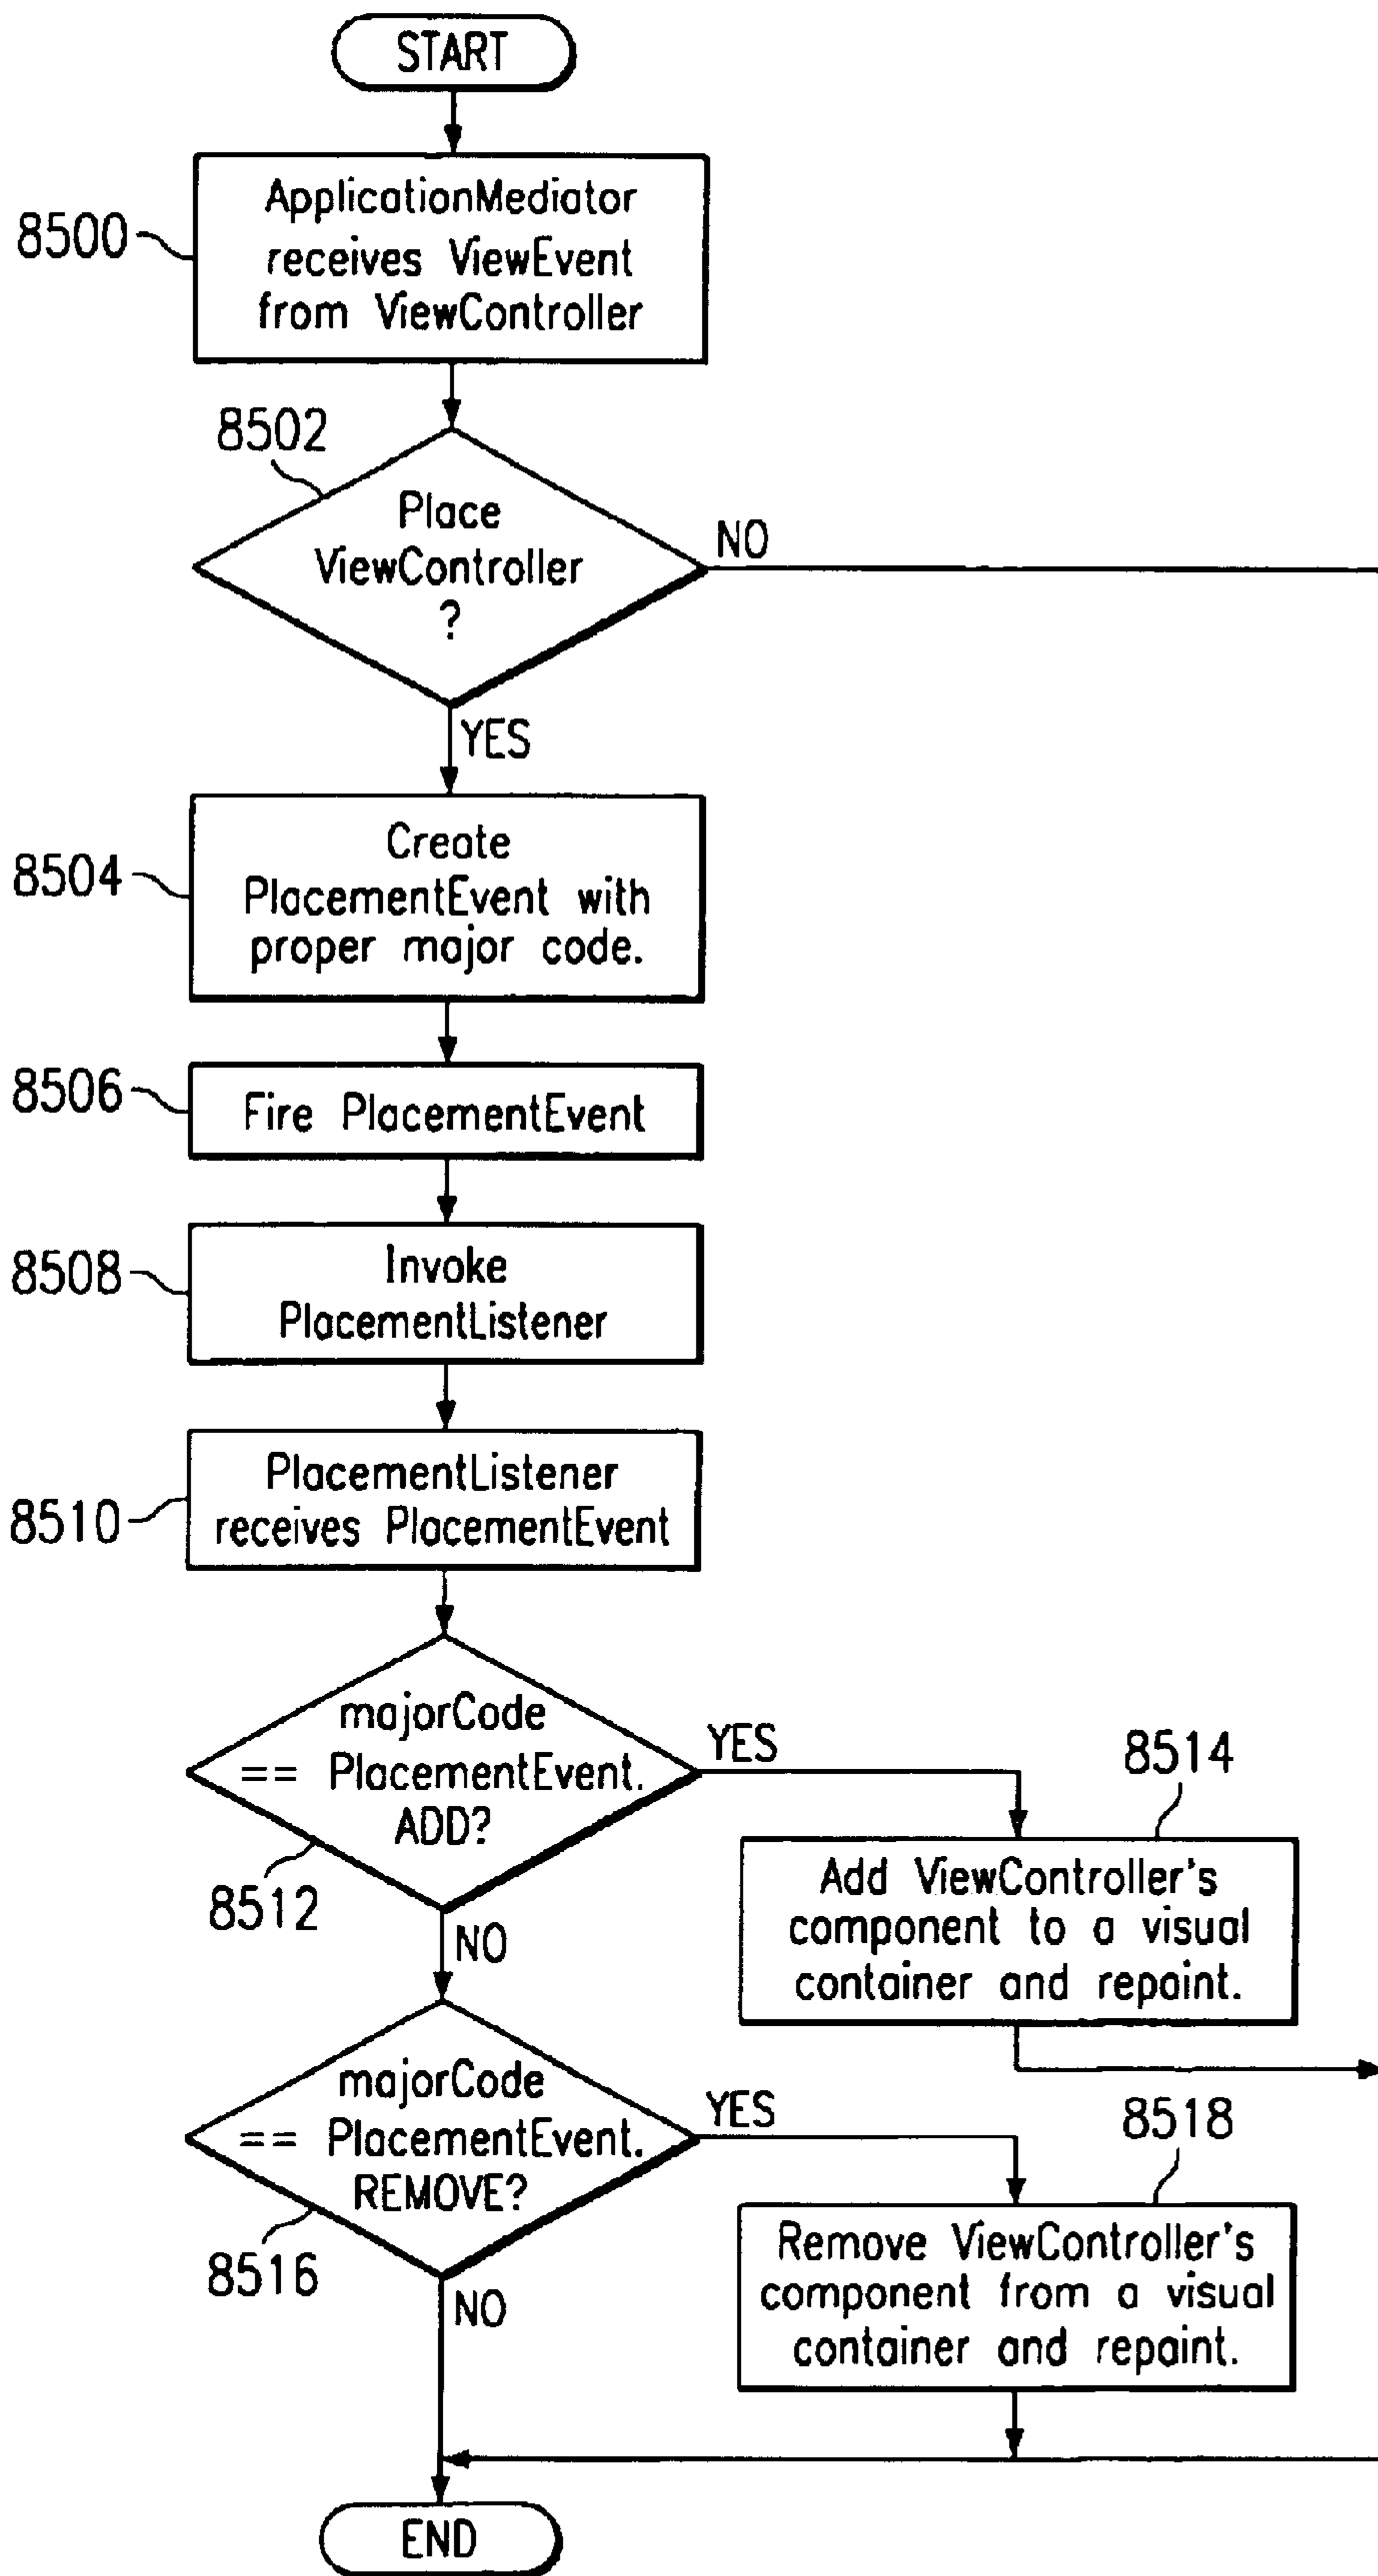 START
8500
ApplicationMediator
receives ViewEvent
from ViewController
8502
Place
ViewController
?
NO
YES
8504
Create
PlacementEvent with
proper major code.
8506
Fire PlacementEvent
8508
Invoke
PlacementListener
8510
PlacementListener
receives PlacementEvent
majorCode
== PlacementEvent.
ADD?
YES
8512
NO
8514
Add ViewController's
component to a visual
container and repaint.
majorCode
== PlacementEvent.
REMOVE?
YES
8516
NO
8518
Remove ViewController's
component from a visual
container and repaint.
END